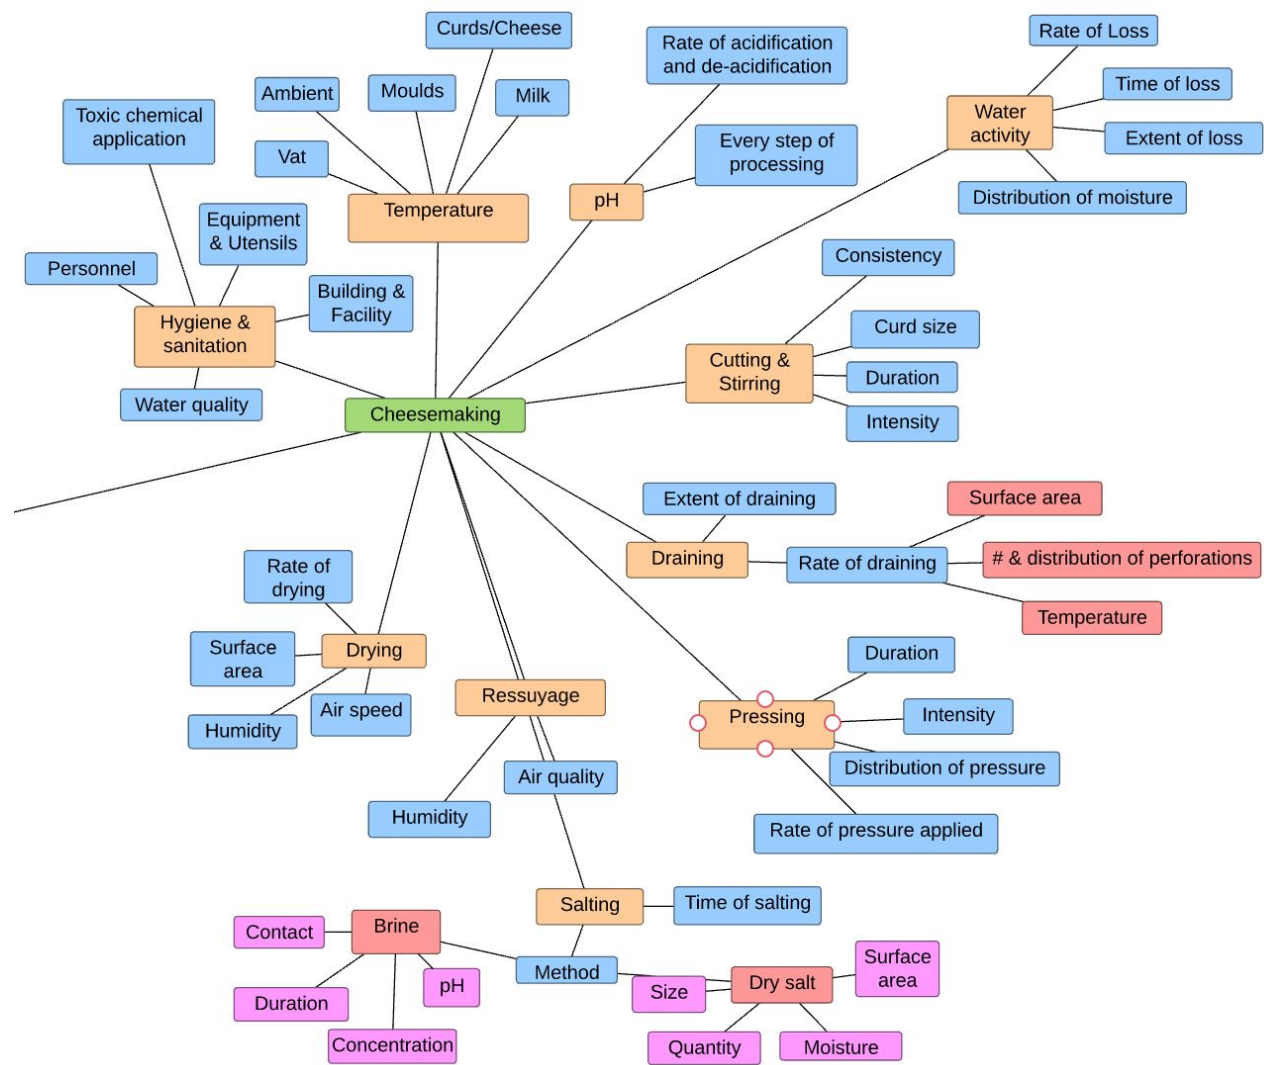 Curds/Cheese
Rate of acidification
and de-acidification
Rate of Loss
Ambient
Moulds
Milk
Time of loss
Toxic chemical
application
Water
activity
Extent of loss
Vat
Every step of
processing
Distribution of moisture
Temperature
pH
Equipment
& Utensils
Personnel
Building &
Facility
Consistency
Hygiene &
sanitation
Curd size
Cutting &
Stirring
Duration
Water quality
Cheesemaking
Intensity
Extent of draining
Surface area
Draining
Rate of draining
# & distribution of perforations
Temperature
Rate of
drying
Surface
area
Drying
Humidity
Air speed
Ressuyage
Duration
Pressing
Intensity
Distribution of pressure
Air quality
Humidity
Rate of pressure applied
Salting
Time of salting
Brine
Contact
Method
pH
Duration
Concentration
Size
Dry salt
Surface
area
Quantity
Moisture